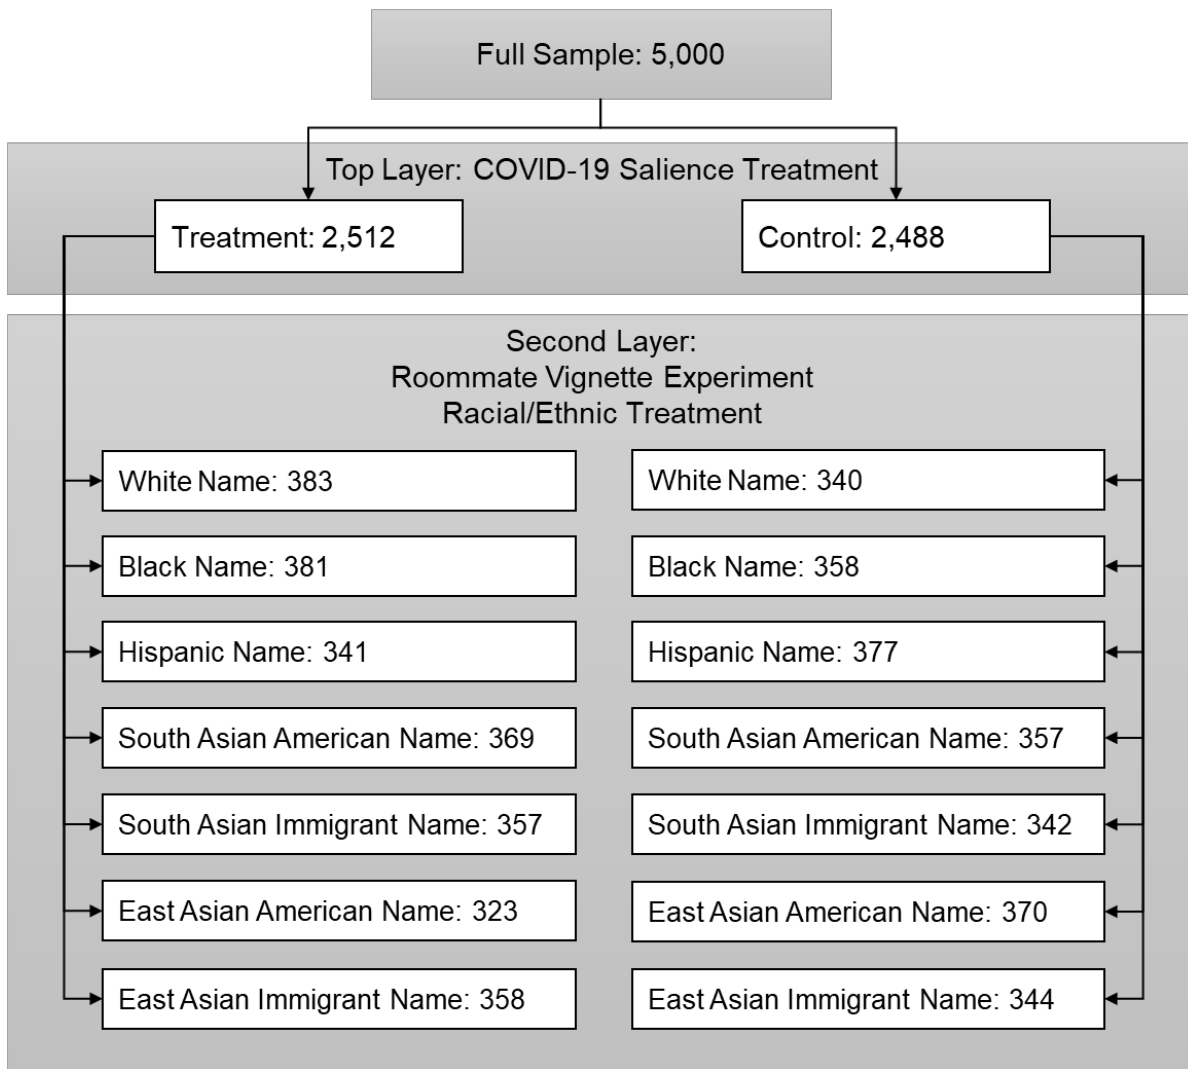 Full Sample: 5,000
Top Layer: COVID-19 Salience Treatment
Treatment: 2,512
Control: 2,488
Second Layer:
Roommate Vignette Experiment
Racial/Ethnic Treatment
White Name: 383
White Name: 340
Black Name: 381
Black Name: 358
Hispanic Name: 341
Hispanic Name: 377
South Asian American Name: 369
South Asian American Name: 357
South Asian Immigrant Name: 357
South Asian Immigrant Name: 342
East Asian American Name: 323
East Asian American Name: 370
East Asian Immigrant Name: 358
East Asian Immigrant Name: 344